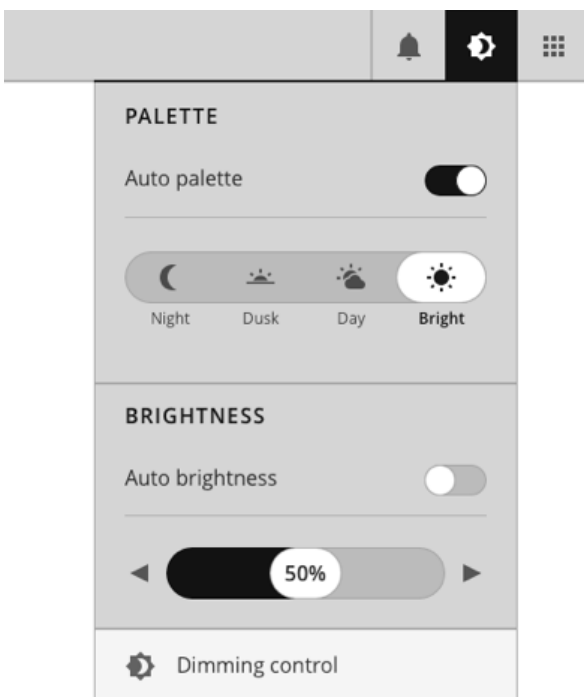 PALETTE
Auto palette
Night Dusk Day Bright
BRIGHTNESS
Auto brightness
50%
Dimming control